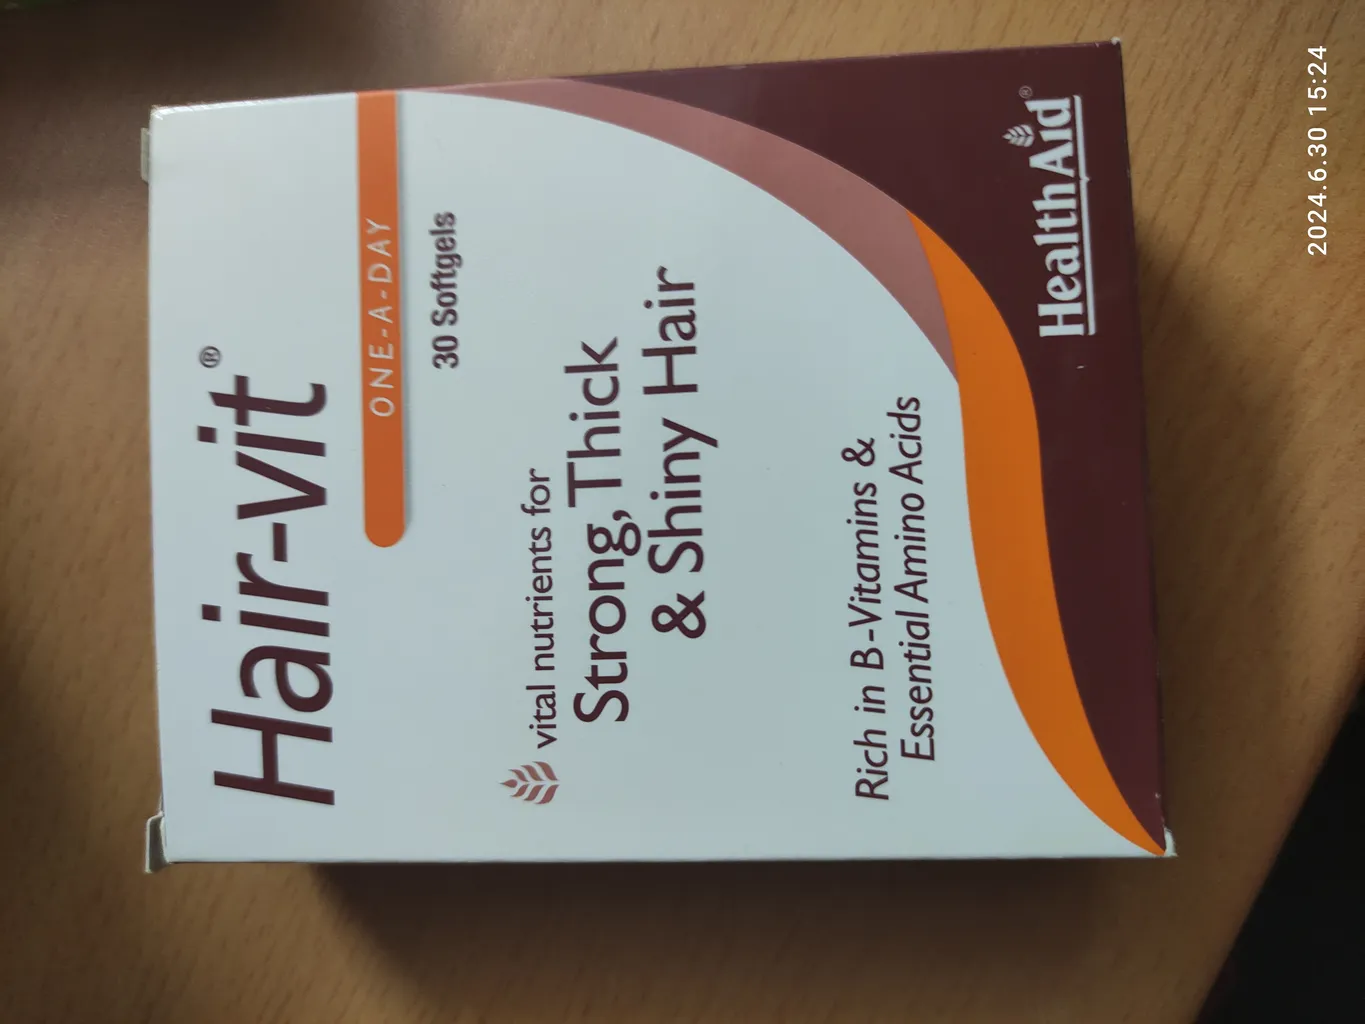 Hair-vit®
ONE-A-DAY
30 Softgels
vital nutrients for
Strong, Thick
& Shiny Hair
Rich in B-Vitamins &
Essential Amino Acids
HealthAid®
2024.6.30 15:24